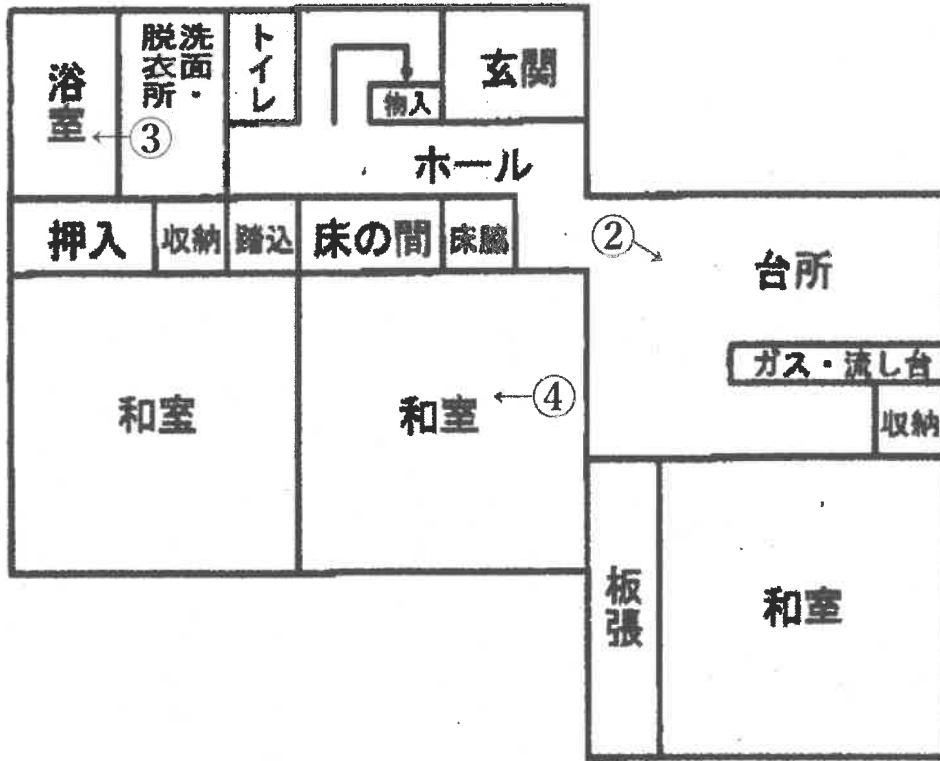 浴室
洗面・
脱衣所
トイレ
物入
玄関
③
ホール
押入
収納
踏込
床の間
床脇
②
台所
ガス・流し台
収納
和室
和室
④
板張
和室